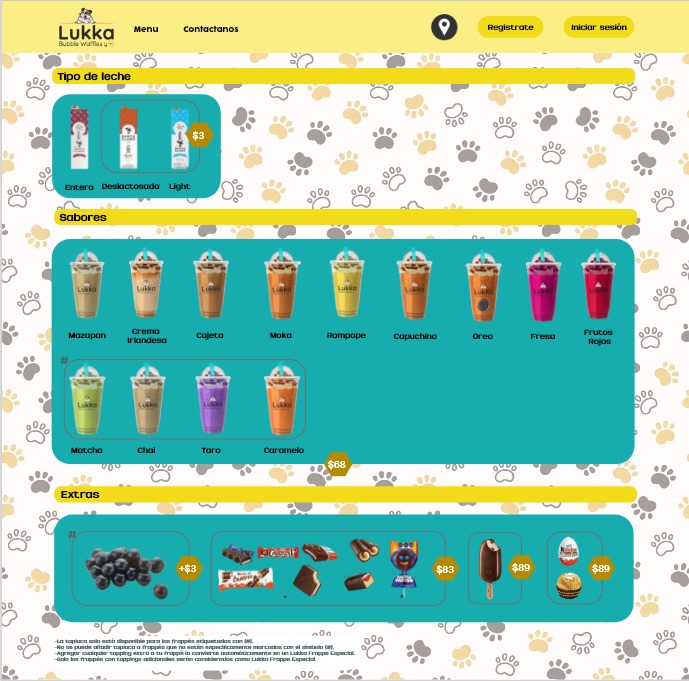 Lukka
Bubble Waffles y
Menu
Contactanos
Registrate
Iniciar sesión
Tipo de leche
$3
Entera
Deslactosada
Light
Sabores
Mazapan
Crema
Irlandesa
Cajeta
Moka
Rompope
Capuchino
Oreo
Fresa
Frutos
Rojos
#
Matcha
Chai
Taro
Caramelo
$68
Extras
#
+$3
bueno
Kinder
$83
$89
$89
-La tapioca solo está disponible para los frappés etiquetados con (#).
-No se puede añadir tapioca a frappés que no estén específicamente marcados con el símbolo (#).
-Agregar cualquier topping extra a tu frappé lo convierte automáticamente en un Lukka Frappe Especial.
-Solo los frappés con toppings adicionales serán considerados como Lukka Frappe Especial.